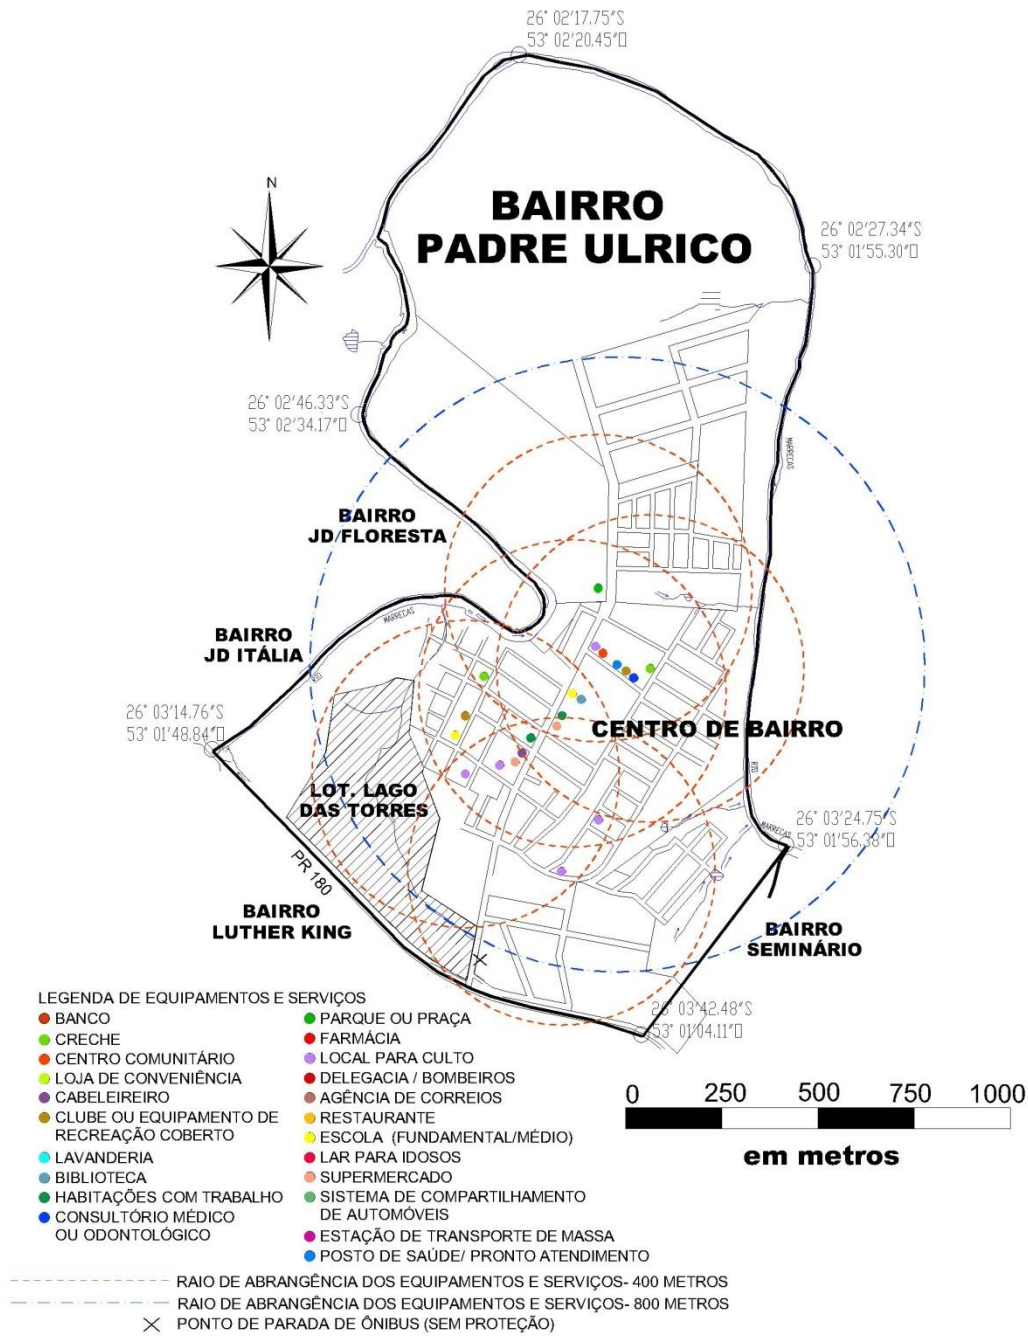 26° 02'17.75"S
53° 02'20.45"▯
N
BAIRRO
PADRE ULRICO
26° 02'27.34"S
53° 01'55.30"▯
26° 02'46.33"S
53° 02'34.17"▯
MARRECAS
BAIRRO
JD FLORESTA
MARRECAS
BAIRRO
JD ITÁLIA
RIO
26° 03'14.76"S
53° 01'48.84"▯
CENTRO DE BAIRRO
RIO
LOT. LAGO
DAS TORRES
26° 03'24.75"S
53° 01'56.38"▯
MARRECAS
PR 180
BAIRRO
LUTHER KING
BAIRRO
SEMINÁRIO
26° 03'42.48"S
53° 01'04.11"▯
LEGENDA DE EQUIPAMENTOS E SERVIÇOS
BANCO
CRECHE
CENTRO COMUNITÁRIO
LOJA DE CONVENIÊNCIA
CABELEIREIRO
CLUBE OU EQUIPAMENTO DE
RECREAÇÃO COBERTO
LAVANDERIA
BIBLIOTECA
HABITAÇÕES COM TRABALHO
CONSULTÓRIO MÉDICO
OU ODONTOLÓGICO
PARQUE OU PRAÇA
FARMÁCIA
LOCAL PARA CULTO
DELEGACIA / BOMBEIROS
AGÊNCIA DE CORREIOS
RESTAURANTE
ESCOLA (FUNDAMENTAL/MÉDIO)
LAR PARA IDOSOS
SUPERMERCADO
SISTEMA DE COMPARTILHAMENTO
DE AUTOMÓVEIS
ESTAÇÃO DE TRANSPORTE DE MASSA
POSTO DE SAÚDE/ PRONTO ATENDIMENTO
0 250 500 750 1000
em metros
RAIO DE ABRANGÊNCIA DOS EQUIPAMENTOS E SERVIÇOS- 400 METROS
RAIO DE ABRANGÊNCIA DOS EQUIPAMENTOS E SERVIÇOS- 800 METROS
PONTO DE PARADA DE ÔNIBUS (SEM PROTEÇÃO)